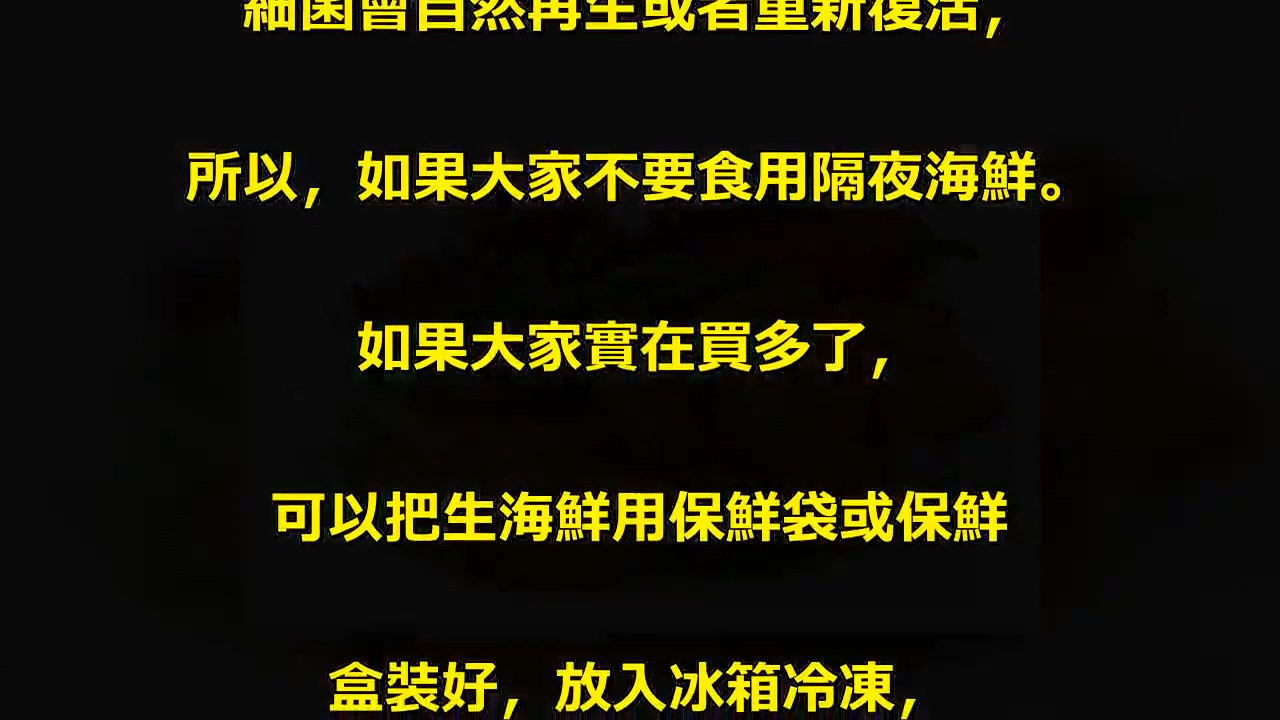 細菌會自然再生或者重新復活，
所以，如果大家不要食用隔夜海鮮。
如果大家實在買多了，
可以把生海鮮用保鮮袋或保鮮
盒裝好，放入冰箱冷凍，